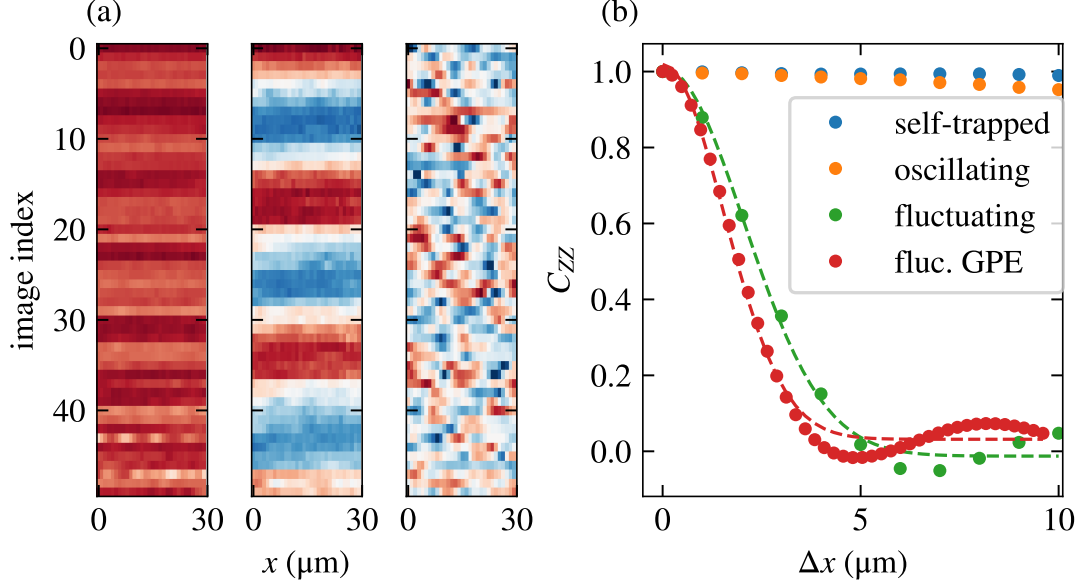 (a)
(b)
0
10
20
30
40
image index
0 30
0 30
0 30
x (μm)
1.0
0.8
0.6
0.4
0.2
0.0
C_ZZ
self-trapped
oscillating
fluctuating
fluc. GPE
0 5 10
Δx (μm)